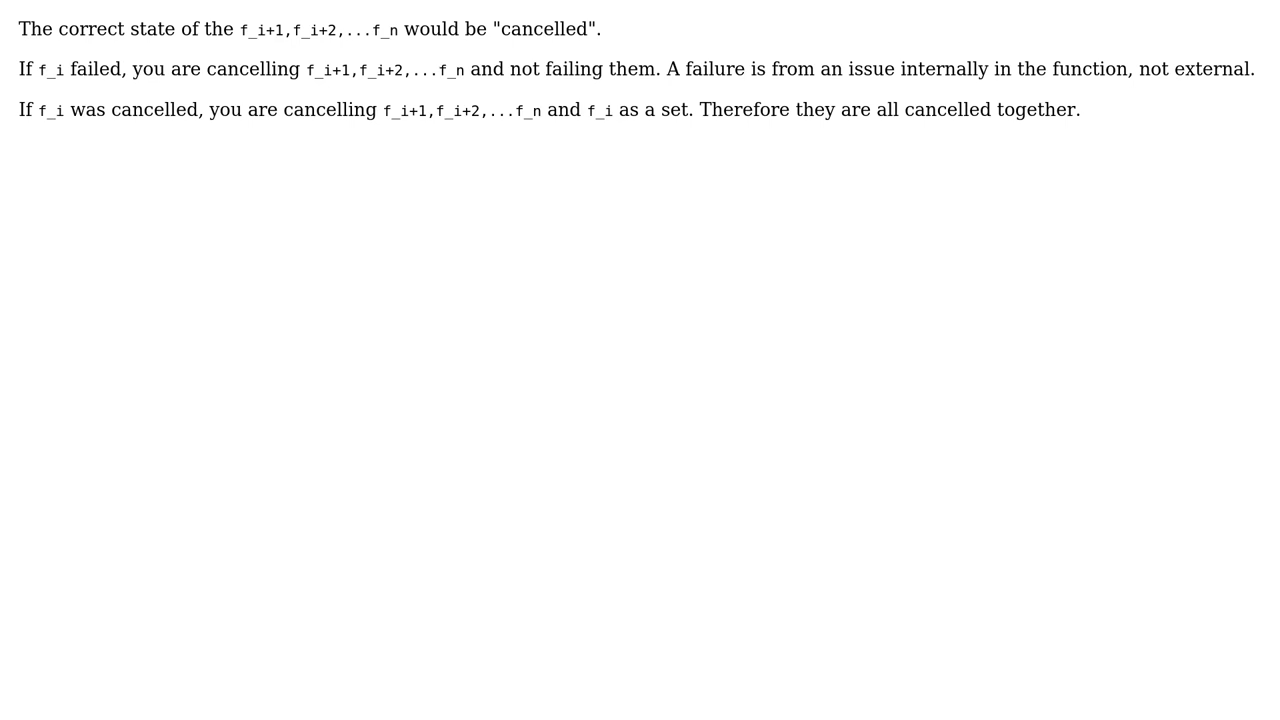 The correct state of the f_i+1,f_i+2,...f_n would be "cancelled".
If f_i failed, you are cancelling f_i+1,f_i+2,...f_n and not failing them. A failure is from an issue internally in the function, not external.
If f_i was cancelled, you are cancelling f_i+1,f_i+2,...f_n and f_i as a set. Therefore they are all cancelled together.